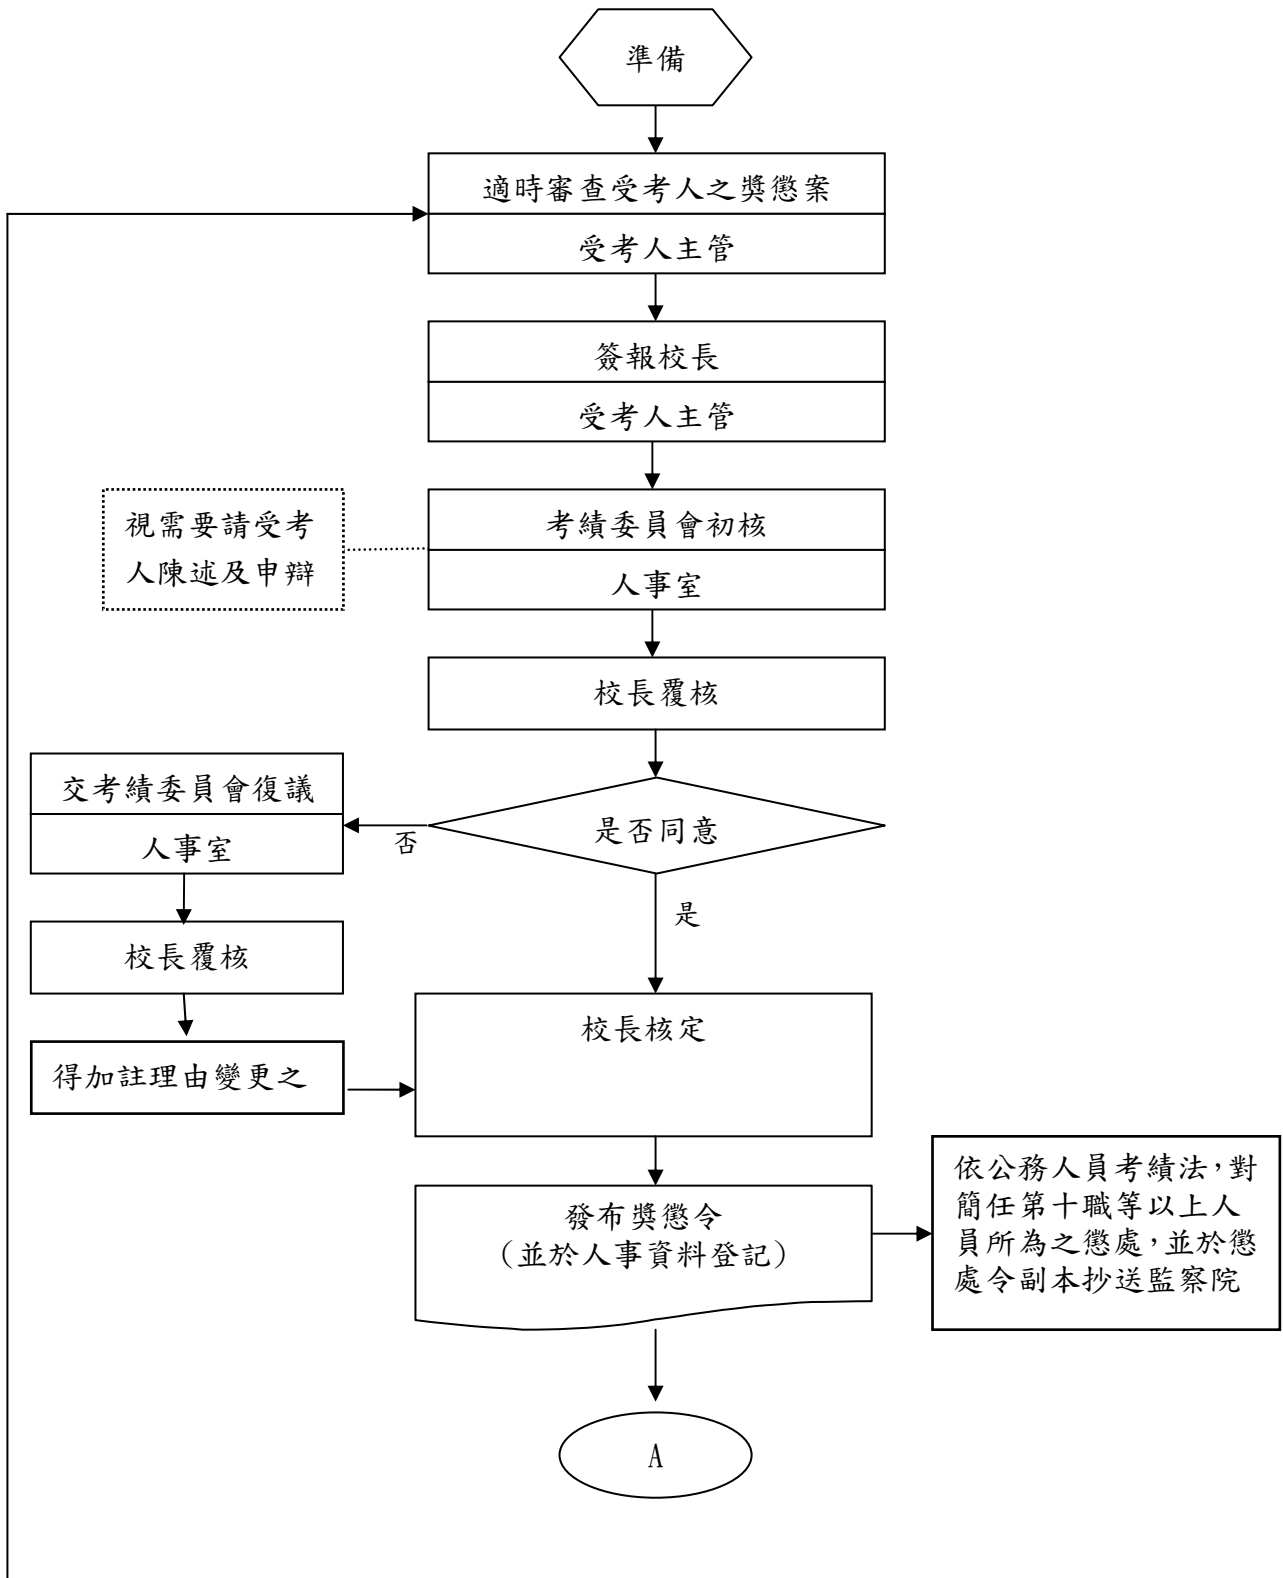 準備
適時審查受考人之獎懲案
受考人主管
簽報校長
受考人主管
視需要請受考
人陳述及申辯
考績委員會初核
人事室
校長覆核
交考績委員會復議
人事室
否
是否同意
是
校長覆核
校長核定
得加註理由變更之
發布獎懲令
(並於人事資料登記)
依公務人員考績法，對
簡任第十職等以上人
員所為之懲處，並於懲
處令副本抄送監察院
A